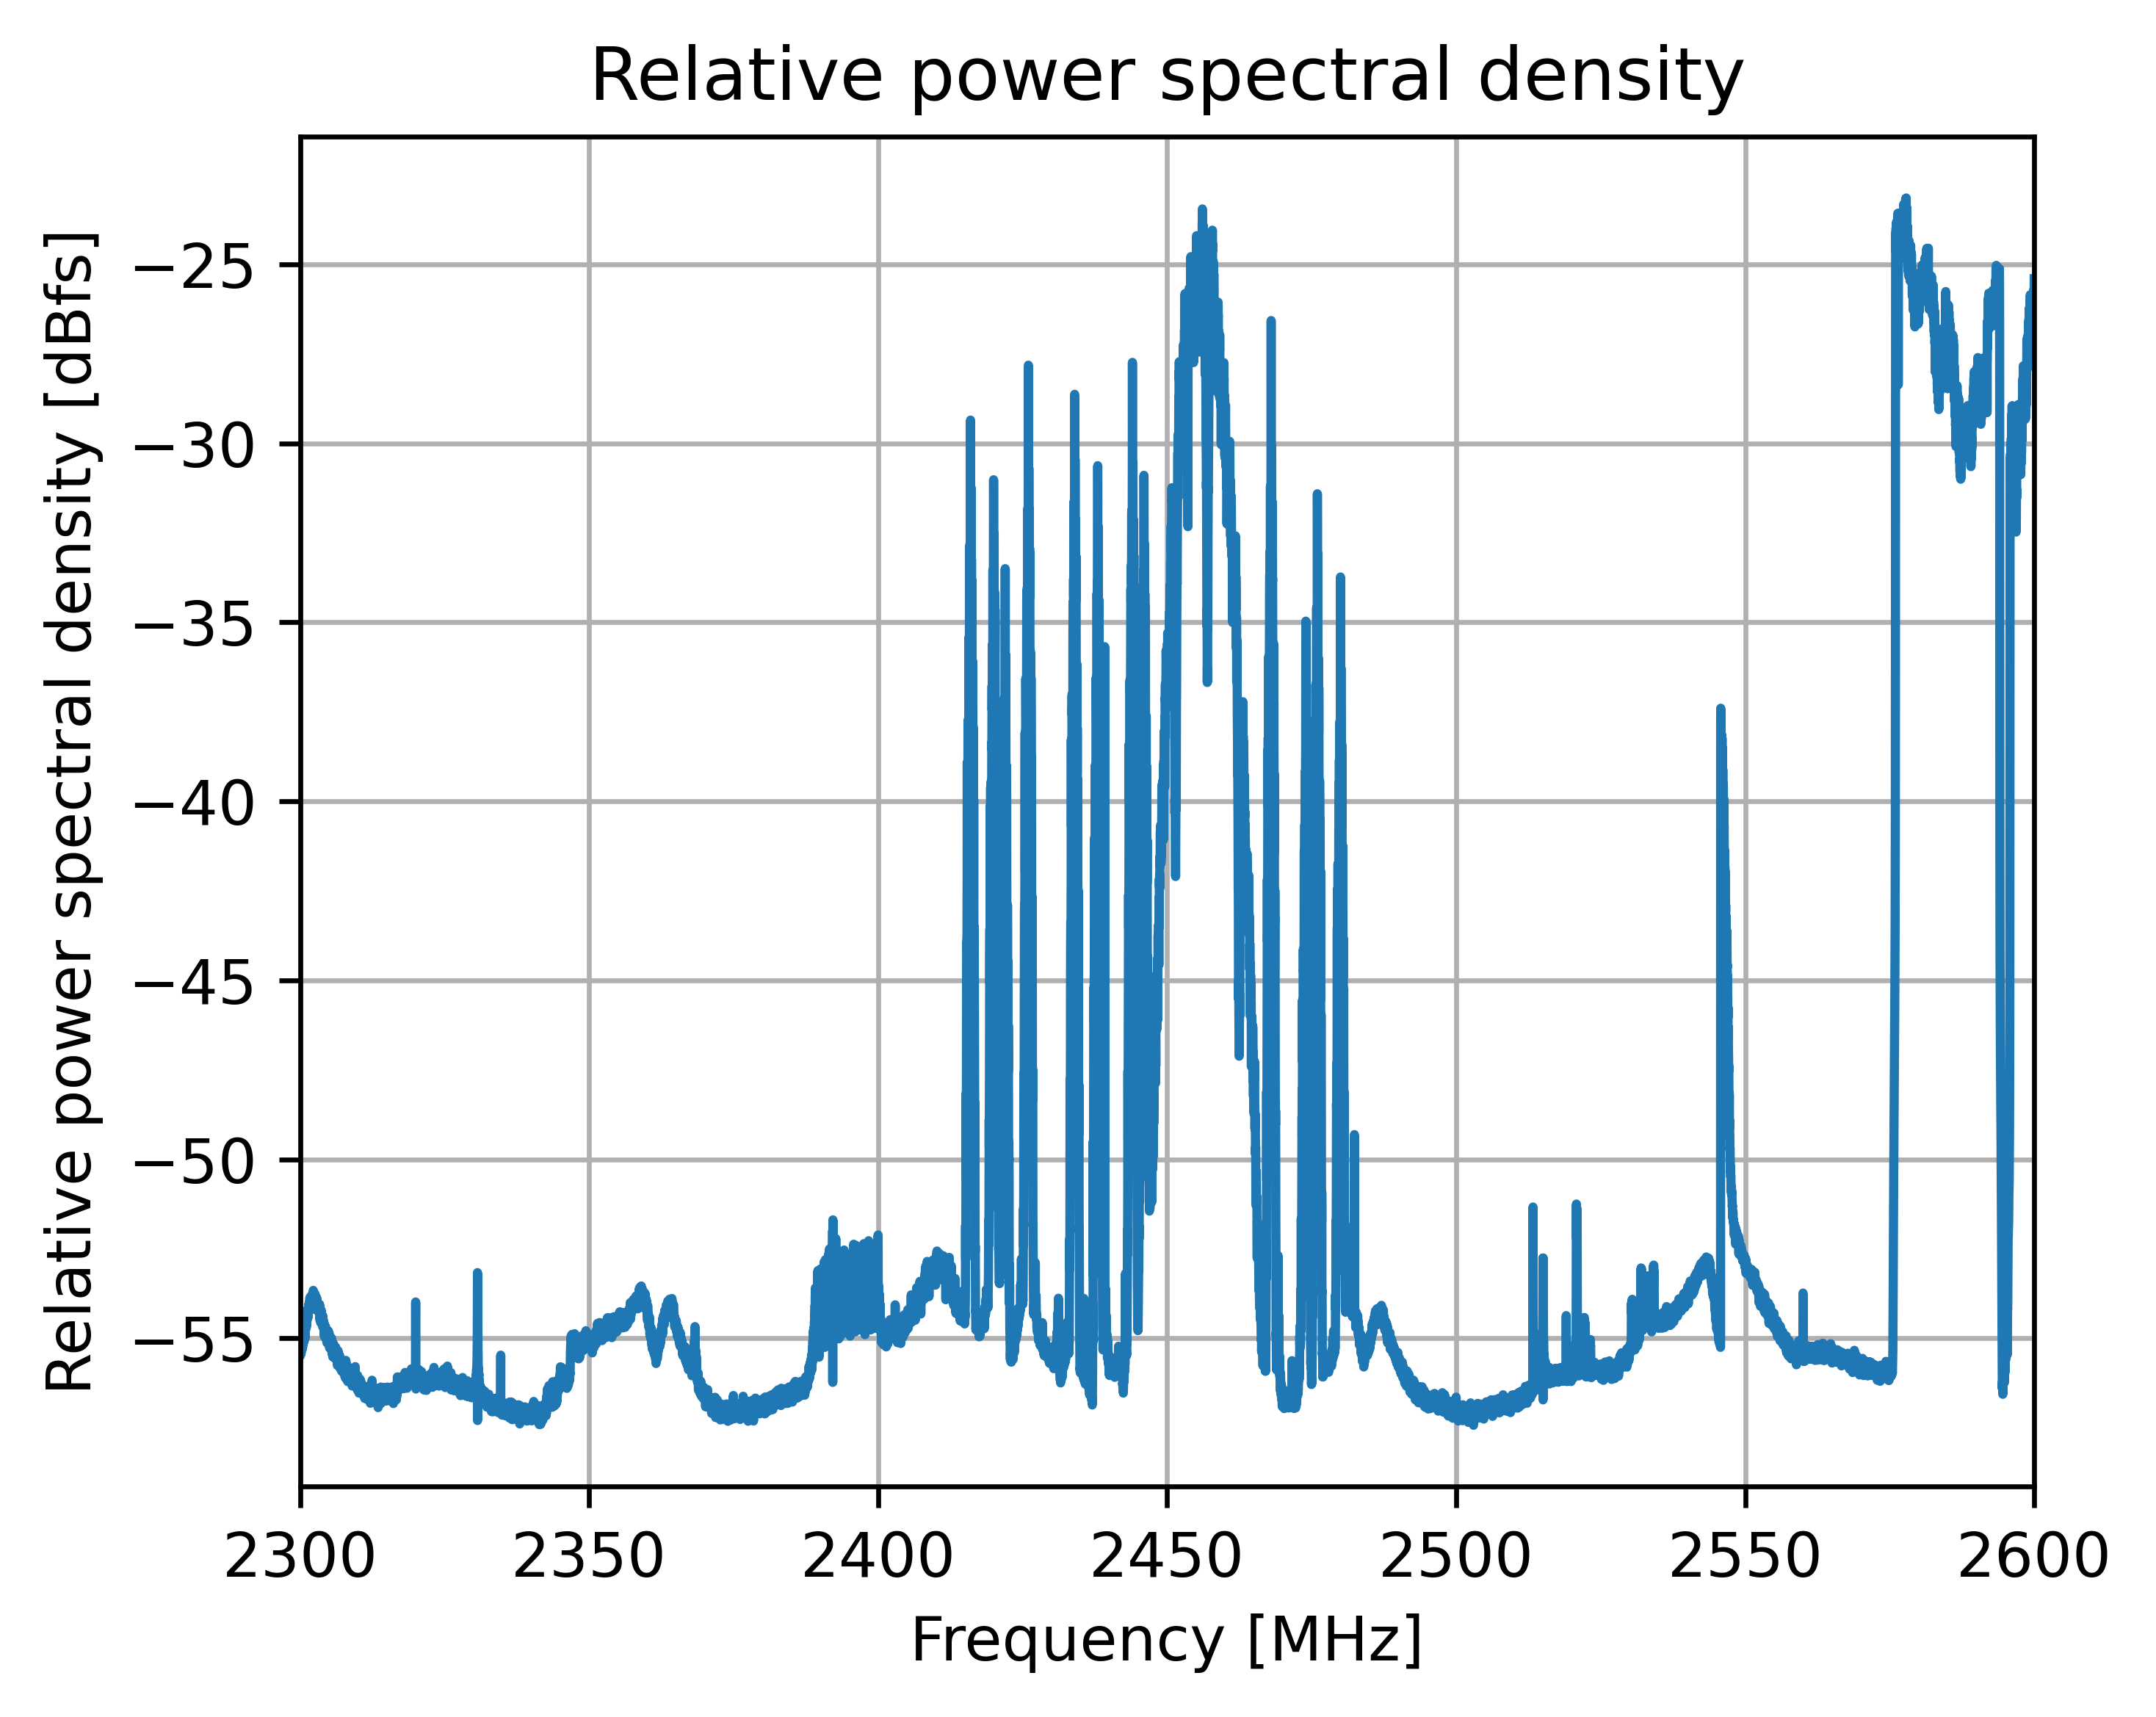 Relative power spectral density
Relative power spectral density [dBfs]
−25
−30
−35
−40
−45
−50
−55
2300 2350 2400 2450 2500 2550 2600
Frequency [MHz]